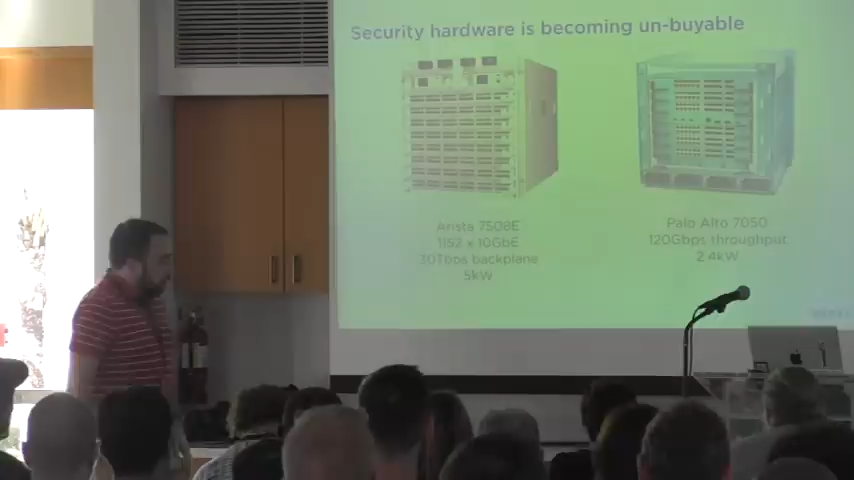 Security hardware is becoming un-buyable
Arista 7508E
1152 x 10GbE
30Tbps backplane
5kW
Palo Alto 7050
120Gbps throughput
2.4kW